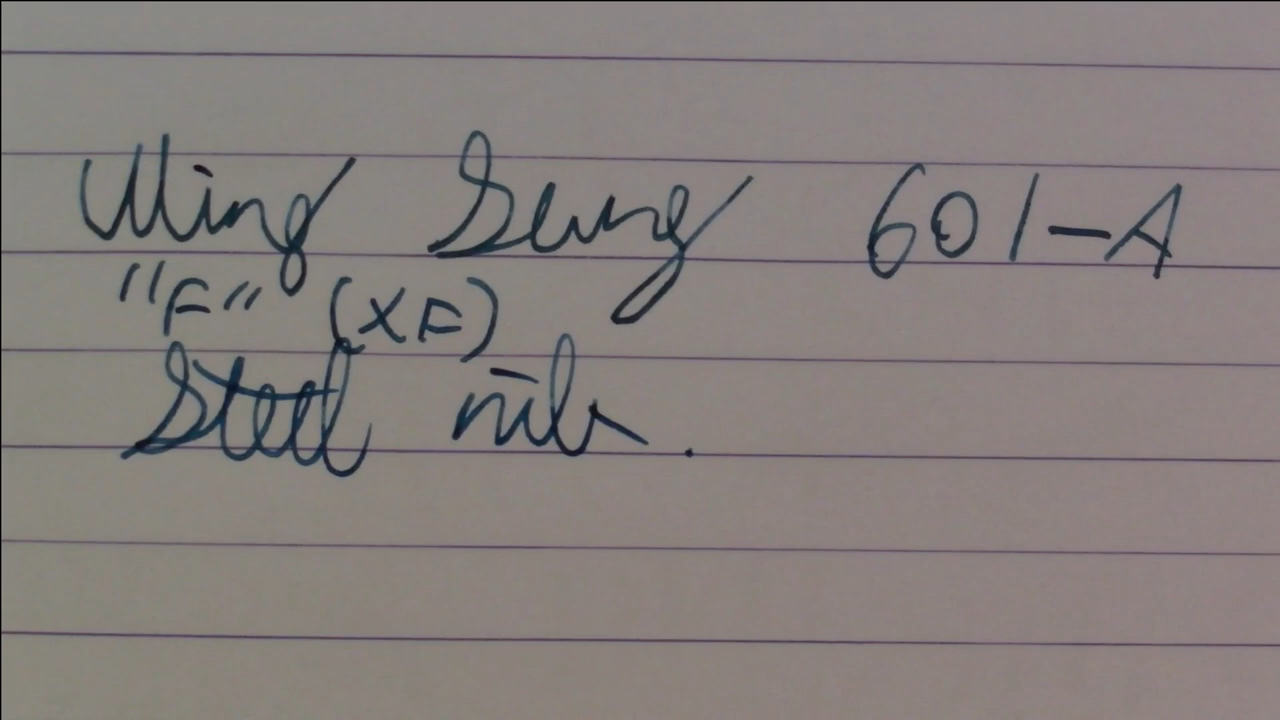 Wing Sung 601-A
"F" (XF)
Steel nib.